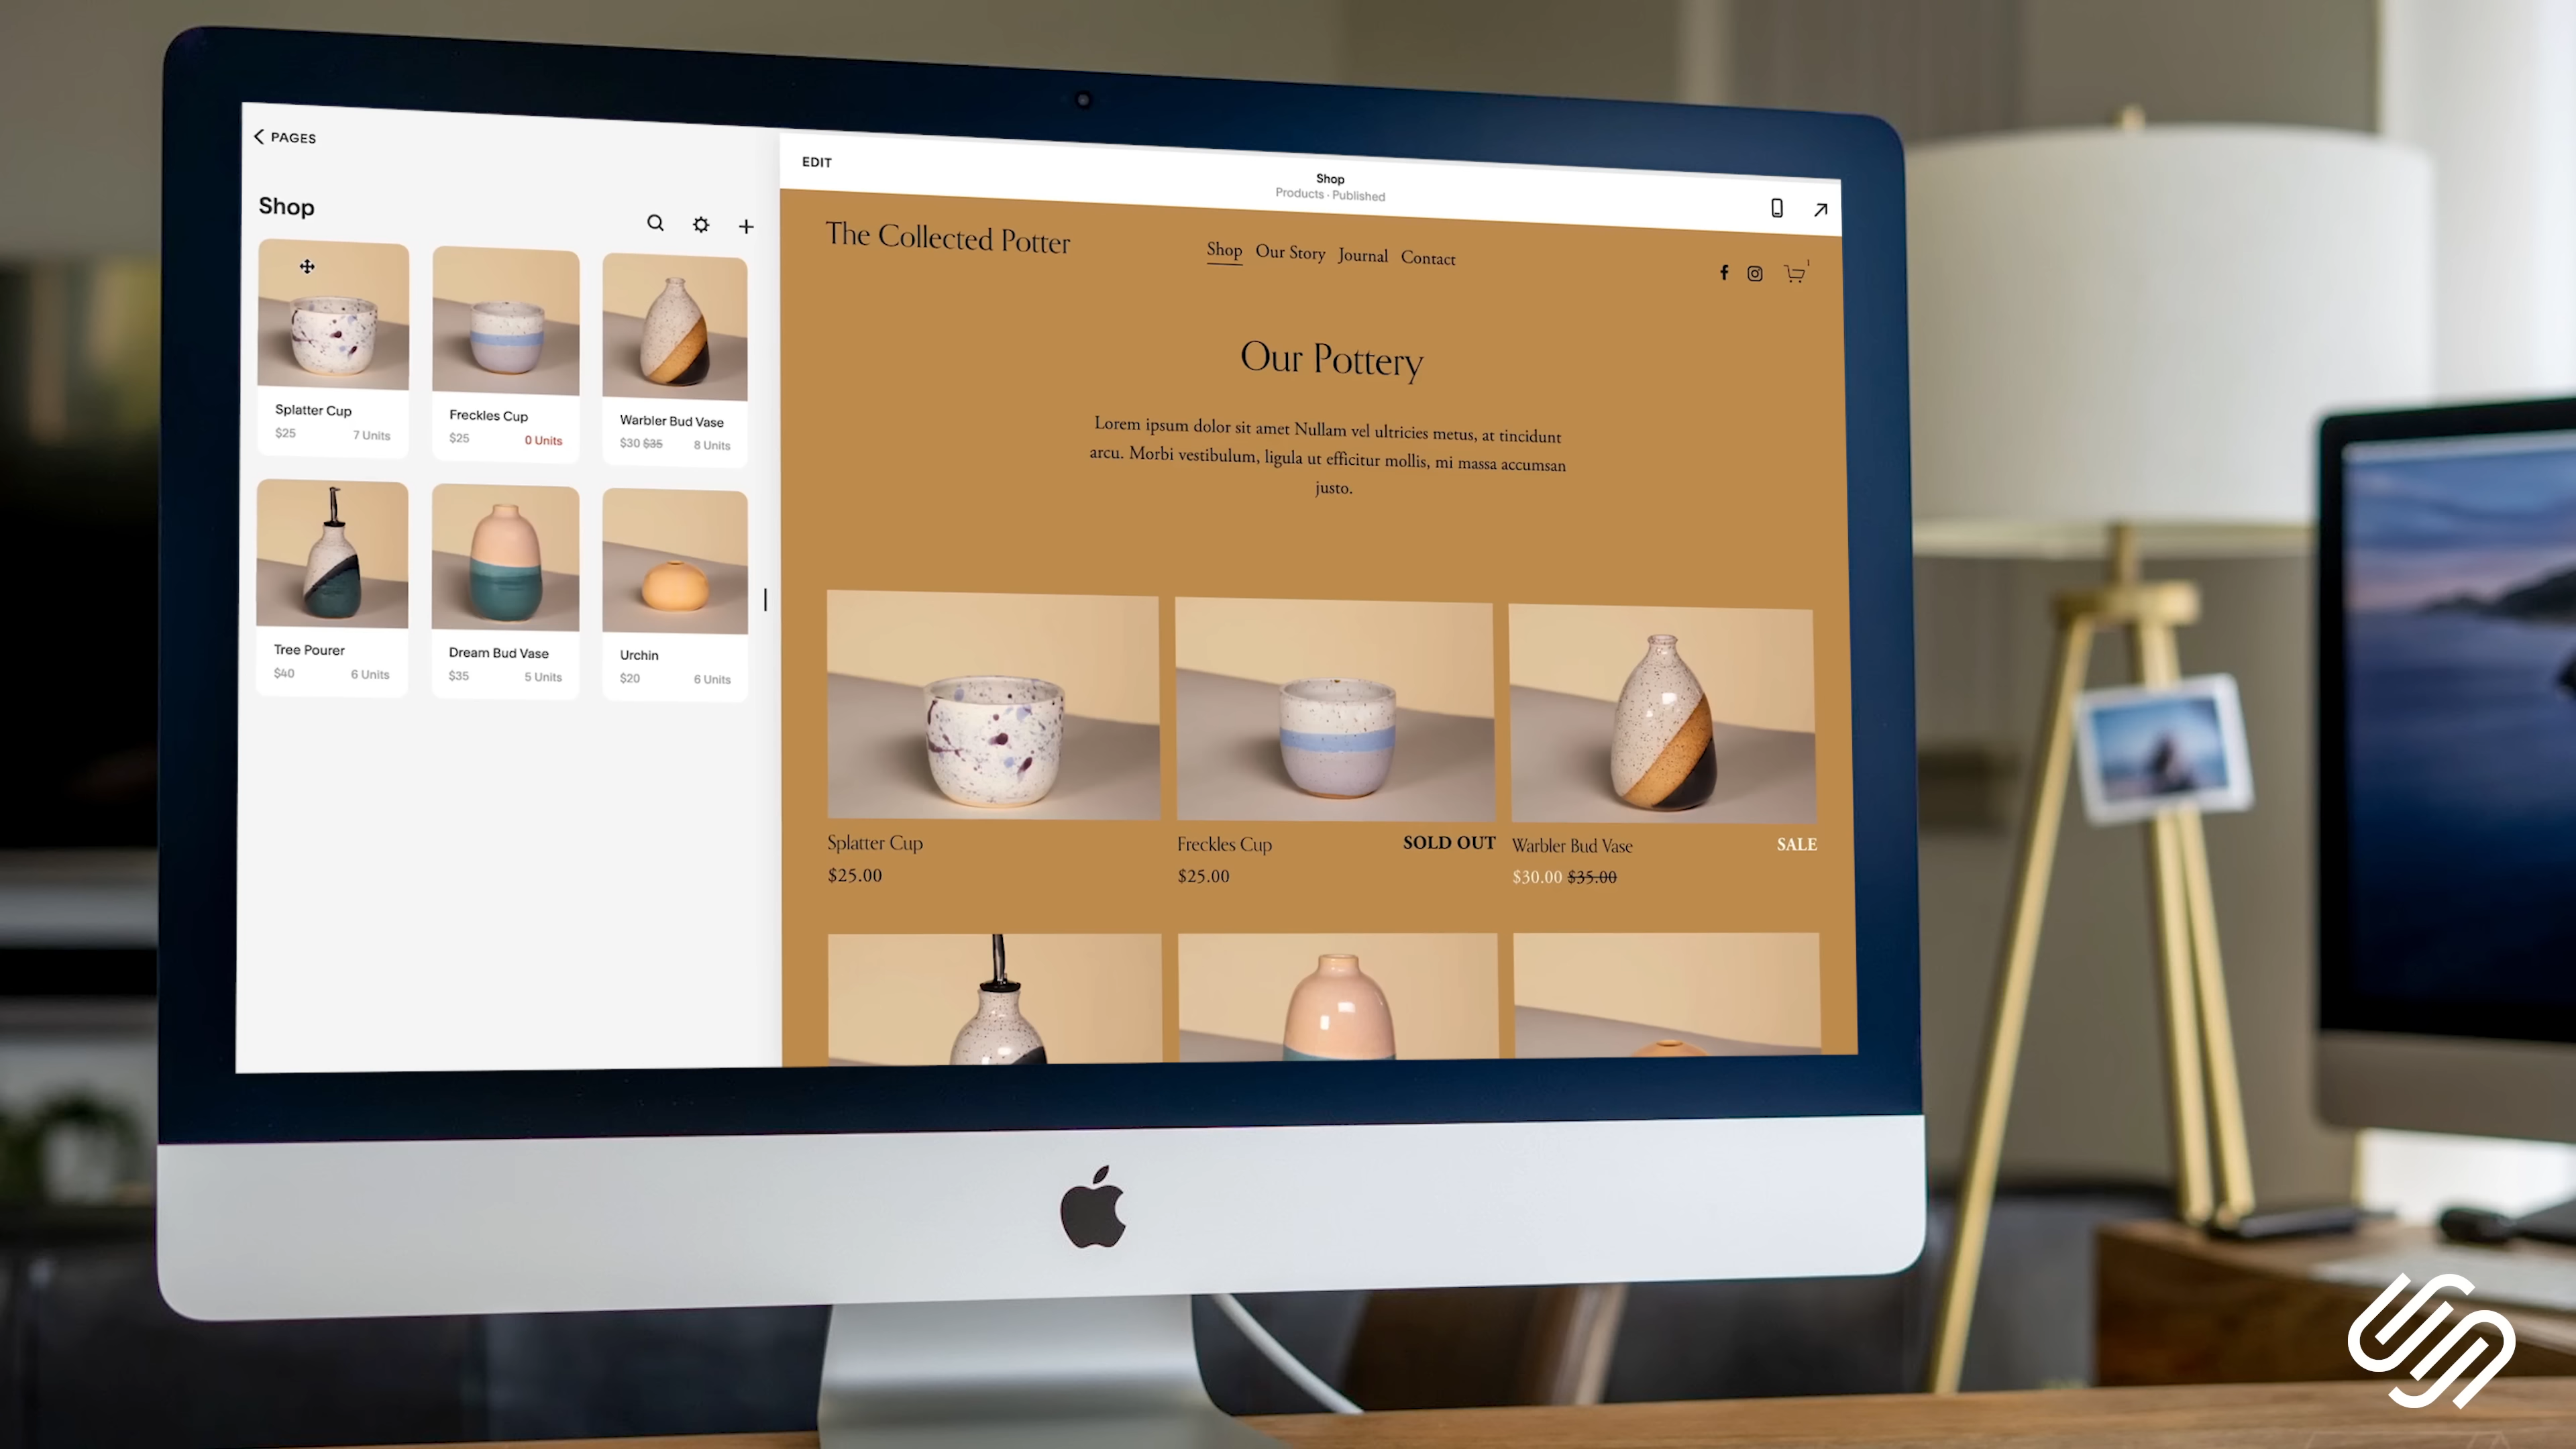 PAGES
Shop
Splatter Cup
$25 7 Units
Freckles Cup
$25 0 Units
Warbler Bud Vase
$30 $35 8 Units
Tree Pourer
$40 6 Units
Dream Bud Vase
$35 5 Units
Urchin
$20 6 Units
EDIT
Shop
Products · Published
The Collected Potter
Shop Our Story Journal Contact
1
Our Pottery
Lorem ipsum dolor sit amet Nullam vel ultricies metus, at tincidunt
arcu. Morbi vestibulum, ligula ut efficitur mollis, mi massa accumsan
justo.
Splatter Cup
$25.00
Freckles Cup SOLD OUT
$25.00
Warbler Bud Vase SALE
$30.00 $35.00